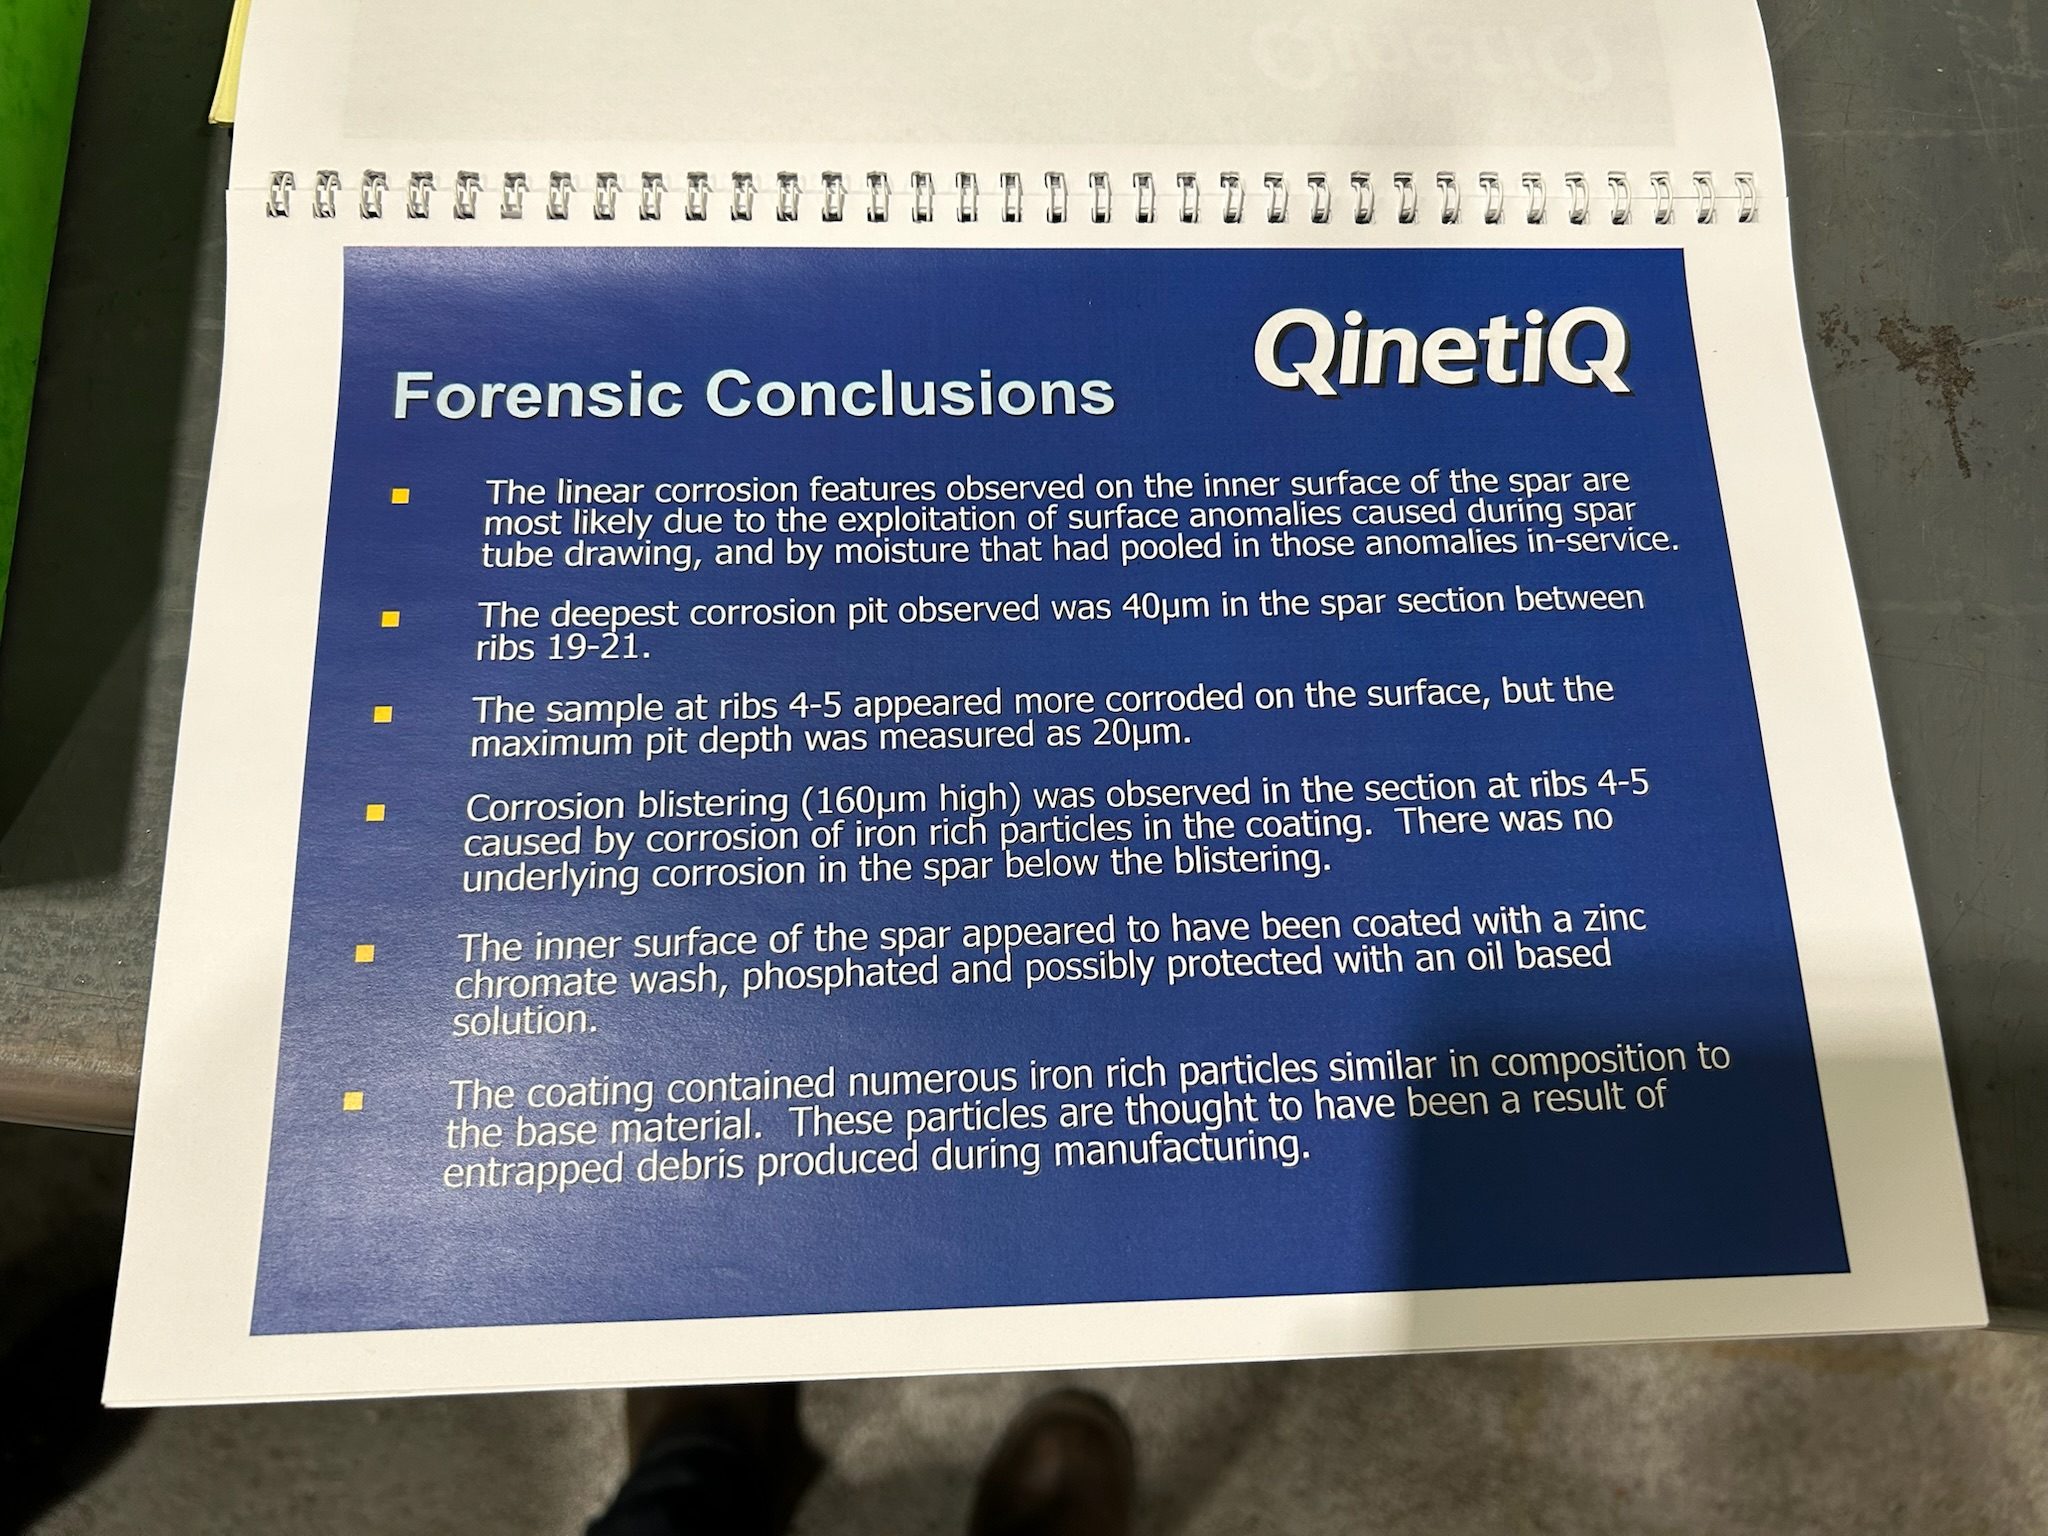 QinetiQ
Forensic Conclusions
The linear corrosion features observed on the inner surface of the spar are
most likely due to the exploitation of surface anomalies caused during spar
tube drawing, and by moisture that had pooled in those anomalies in-service.
The deepest corrosion pit observed was 40µm in the spar section between
ribs 19-21.
The sample at ribs 4-5 appeared more corroded on the surface, but the
maximum pit depth was measured as 20µm.
Corrosion blistering (160µm high) was observed in the section at ribs 4-5
caused by corrosion of iron rich particles in the coating. There was no
underlying corrosion in the spar below the blistering.
The inner surface of the spar appeared to have been coated with a zinc
chromate wash, phosphated and possibly protected with an oil based
solution.
The coating contained numerous iron rich particles similar in composition to
the base material. These particles are thought to have been a result of
entrapped debris produced during manufacturing.